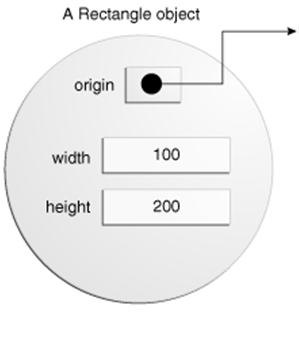 A Rectangle object
origin
width 100
height 200